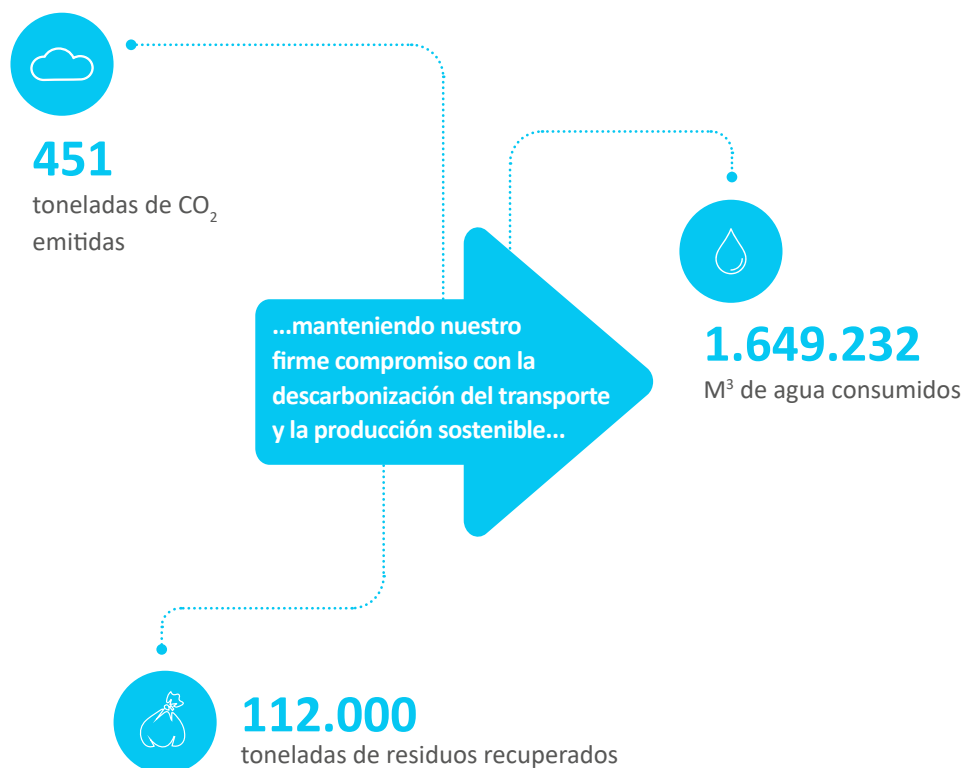 451
toneladas de CO₂
emitidas
...manteniendo nuestro
firme compromiso con la
descarbonización del transporte
y la producción sostenible...
1.649.232
M³ de agua consumidos
112.000
toneladas de residuos recuperados